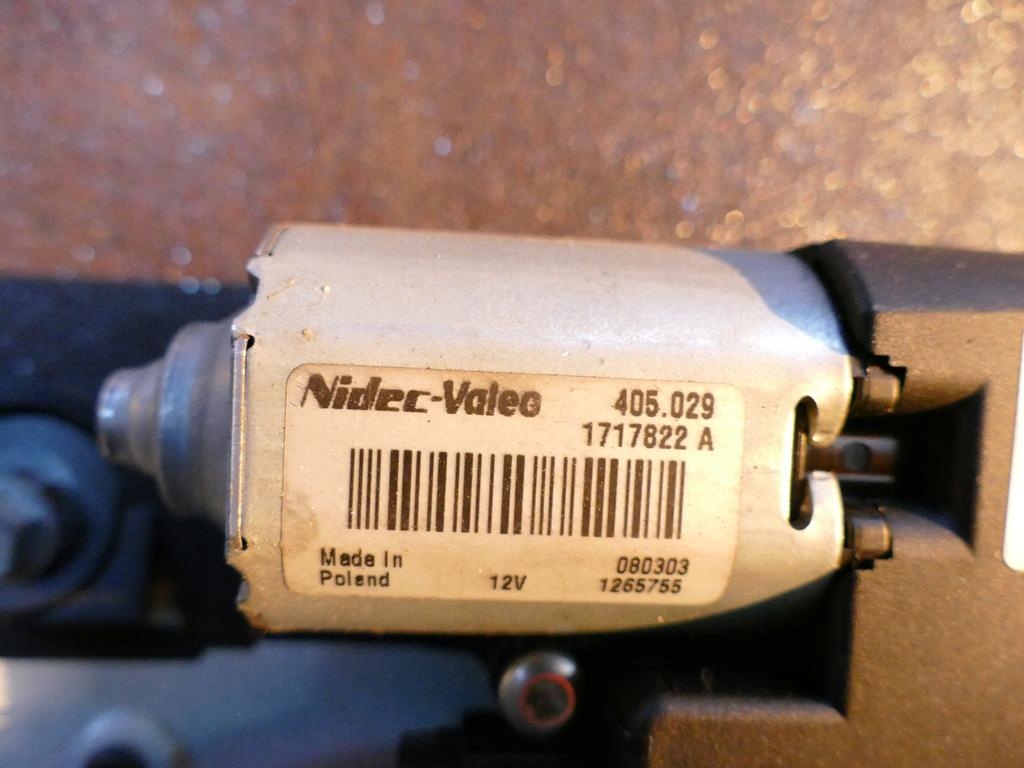 Nidec-Valeo 405.029
1717822 A
Made In 080303
Poland 12V 1265755